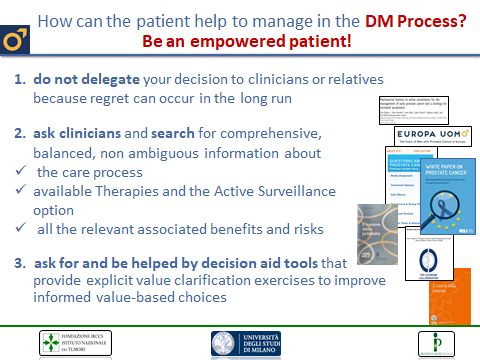 How can the patient help to manage in the DM Process?
Be an empowered patient!
1. do not delegate your decision to clinicians or relatives
because regret can occur in the long run
2. ask clinicians and search for comprehensive,
balanced, non ambiguous information about
✓ the care process
✓ available Therapies and the Active Surveillance
option
✓ all the relevant associated benefits and risks
3. ask for and be helped by decision aid tools that
provide explicit value clarification exercises to improve
informed value-based choices
EUROPA UOMO
WHITE PAPER ON
PROSTATE CANCER
THE COCHRANE
COLLABORATION
FONDAZIONE IRCCS
ISTITUTO NAZIONALE
DEI TUMORI
UNIVERSITÀ
DEGLI STUDI
DI MILANO